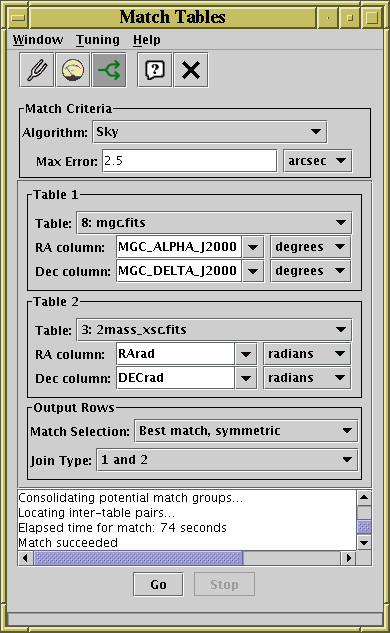 Match Tables
Window Tuning Help
Match Criteria
Algorithm: Sky
Max Error: 2.5 arcsec
Table 1
Table: 8: mgc.fits
RA column: MGC_ALPHA_J2000 degrees
Dec column: MGC_DELTA_J2000 degrees
Table 2
Table: 3: 2mass_xsc.fits
RA column: RArad radians
Dec column: DECrad radians
Output Rows
Match Selection: Best match, symmetric
Join Type: 1 and 2
Consolidating potential match groups...
Locating inter-table pairs...
Elapsed time for match: 74 seconds
Match succeeded
Go Stop